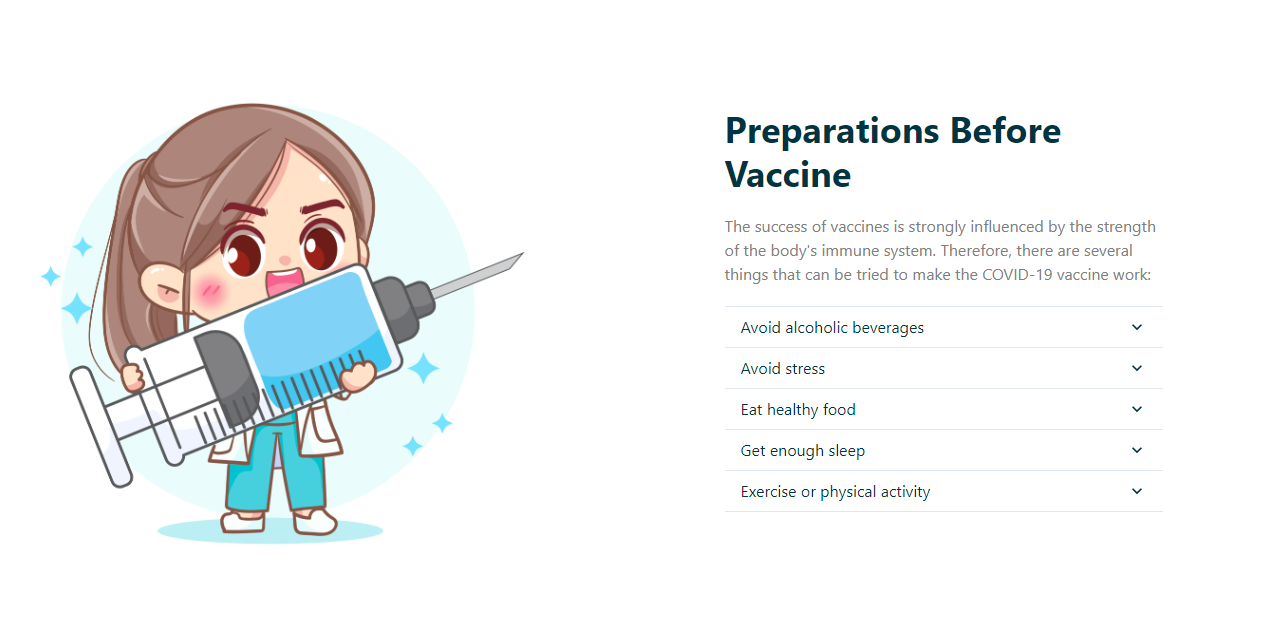 Preparations Before
Vaccine
The success of vaccines is strongly influenced by the strength
of the body's immune system. Therefore, there are several
things that can be tried to make the COVID-19 vaccine work:
Avoid alcoholic beverages
Avoid stress
Eat healthy food
Get enough sleep
Exercise or physical activity